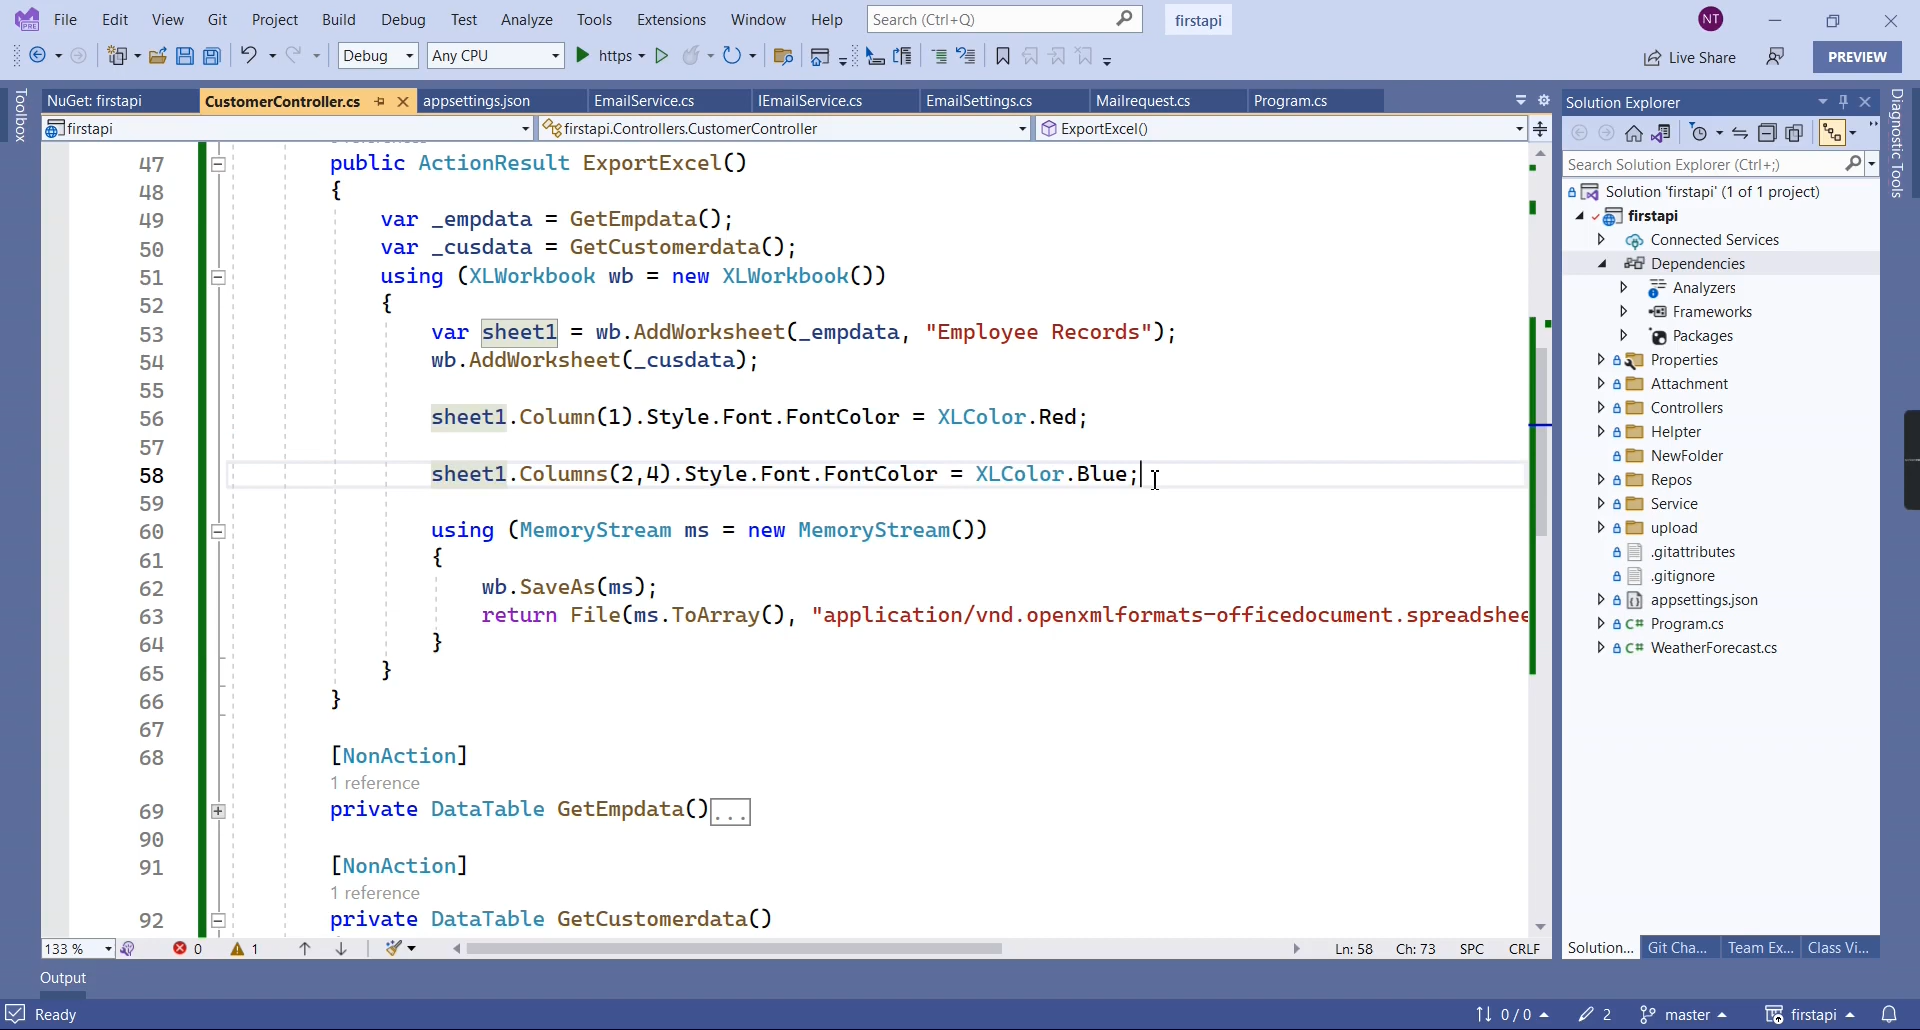 File Edit View Git Project Build Debug Test Analyze Tools Extensions Window Help Search (Ctrl+Q) firstapi NT
Debug Any CPU https Live Share PREVIEW
Toolbox
NuGet: firstapi CustomerController.cs appsettings.json EmailService.cs IEmailService.cs EmailSettings.cs Mailrequest.cs Program.cs
firstapi firstapi.Controllers.CustomerController ExportExcel()
47 public ActionResult ExportExcel()
48 {
49 var _empdata = GetEmpdata();
50 var _cusdata = GetCustomerdata();
51 using (XLWorkbook wb = new XLWorkbook())
52 {
53 var sheet1 = wb.AddWorksheet(_empdata, "Employee Records");
54 wb.AddWorksheet(_cusdata);
55
56 sheet1.Column(1).Style.Font.FontColor = XLColor.Red;
57
58 sheet1.Columns(2,4).Style.Font.FontColor = XLColor.Blue;
59
60 using (MemoryStream ms = new MemoryStream())
61 {
62 wb.SaveAs(ms);
63 return File(ms.ToArray(), "application/vnd.openxmlformats-officedocument.spreadshee
64 }
65 }
66 }
67
68 [NonAction]
1 reference
69 private DataTable GetEmpdata()...
90
91 [NonAction]
1 reference
92 private DataTable GetCustomerdata()
133 % 0 1 Ln: 58 Ch: 73 SPC CRLF
Solution Explorer
Search Solution Explorer (Ctrl+;)
Solution 'firstapi' (1 of 1 project)
firstapi
Connected Services
Dependencies
Analyzers
Frameworks
Packages
Properties
Attachment
Controllers
Helpter
NewFolder
Repos
Service
upload
.gitattributes
.gitignore
appsettings.json
Program.cs
WeatherForecast.cs
Solution... Git Cha... Team Ex... Class Vi...
Diagnostic Tools
Output
Ready 0 / 0 2 master firstapi